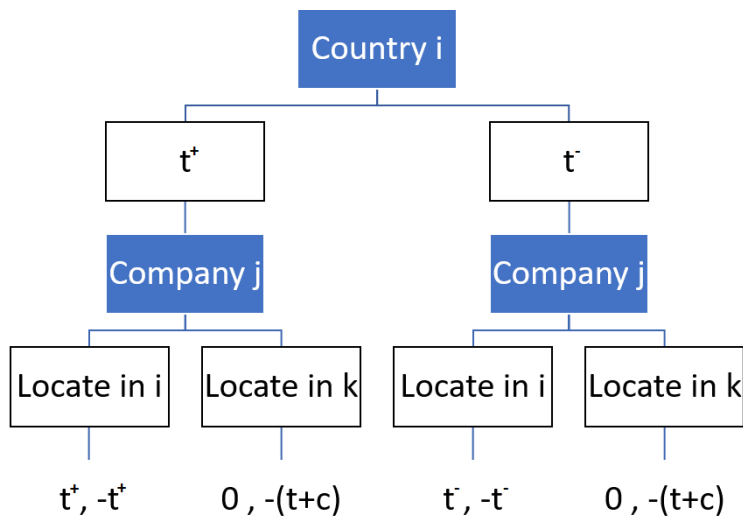 Country i
t⁺ t⁻
Company j Company j
Locate in i Locate in k Locate in i Locate in k
t⁺, -t⁺ 0 , -(t+c) t⁻, -t⁻ 0 , -(t+c)